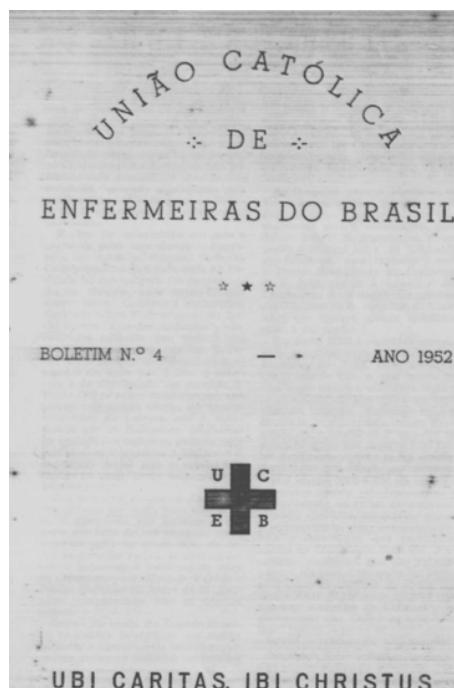 UNIÃO CATÓLICA
DE
ENFERMEIRAS DO BRASIL
BOLETIM N.º 4 — ANO 1952
U C
E B
UBI CARITAS, IBI CHRISTUS